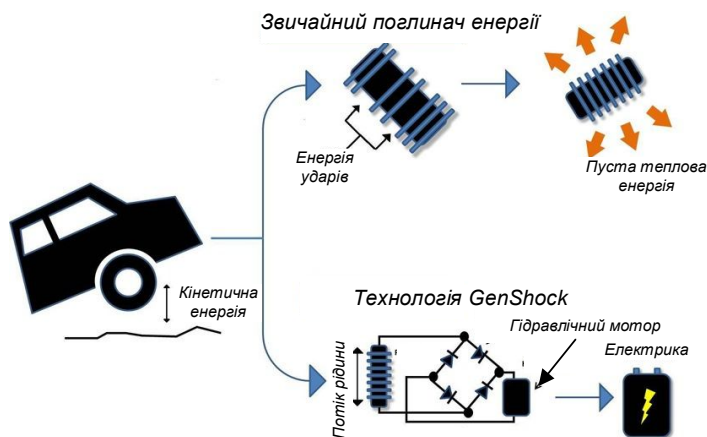 Звичайний поглинач енергії
Енергія
ударів
Пуста теплова
енергія
Кінетична
енергія
Технологія GenShock
Гідравлічний мотор
Електрика
Потік рідини